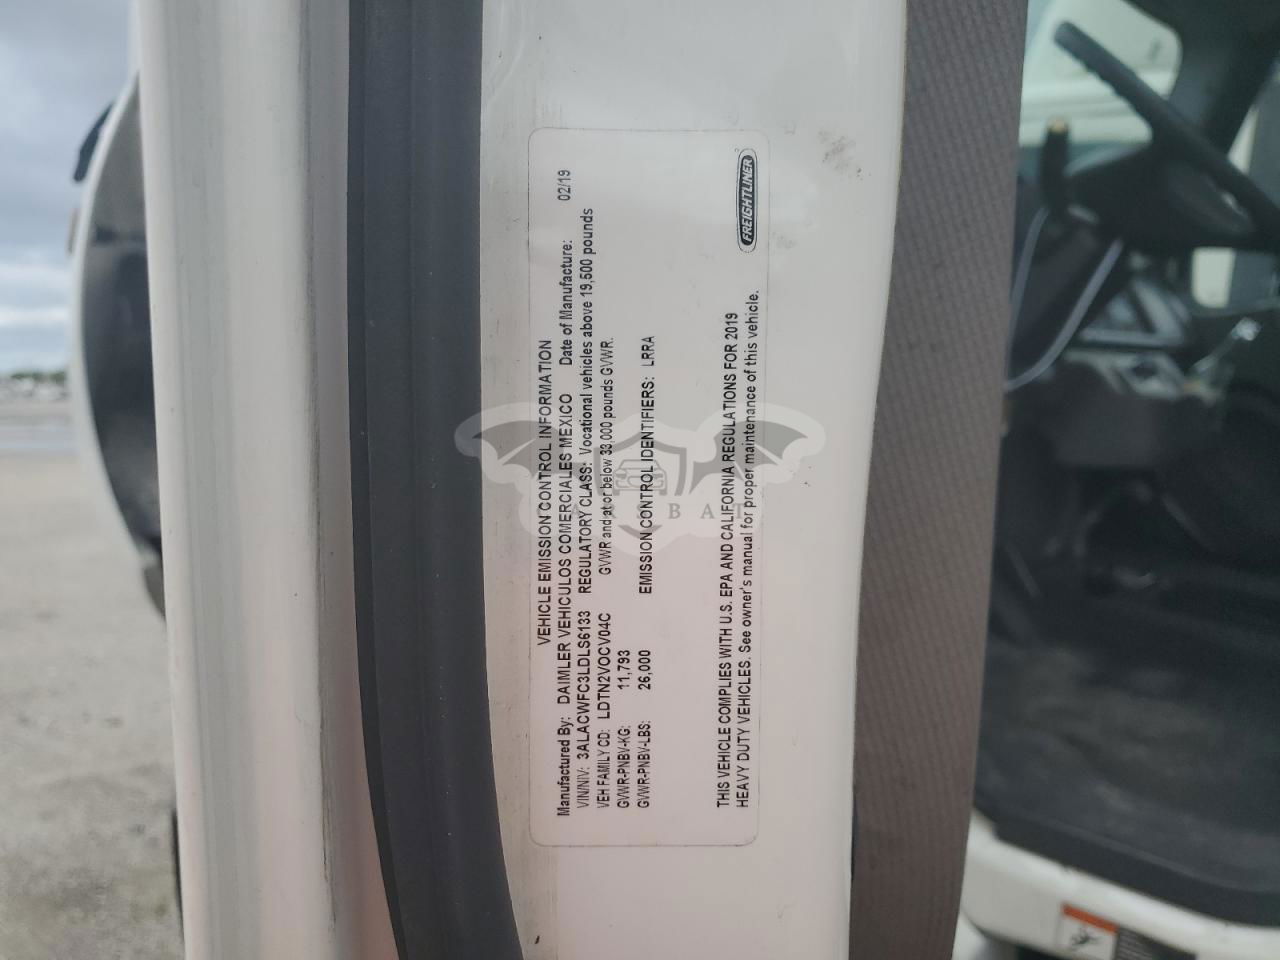 VEHICLE EMISSION CONTROL INFORMATION
Manufactured By: DAIMLER VEHICULOS COMERCIALES MEXICO Date of Manufacture: 02/19
VIN/NIV: 3ALACWFC3LDLS6133 REGULATORY CLASS: Vocational vehicles above 19,500 pounds
VEH FAMILY CD: LDTN2VOCV04C GVWR and at or below 33,000 pounds GVWR.
GVWR-PNBV-KG: 11,793
GVWR-PNBV-LBS: 26,000 EMISSION CONTROL IDENTIFIERS: LRRA
THIS VEHICLE COMPLIES WITH U.S. EPA AND CALIFORNIA REGULATIONS FOR 2019
HEAVY DUTY VEHICLES. See owner's manual for proper maintenance of this vehicle.
FREIGHTLINER
CARSBAT